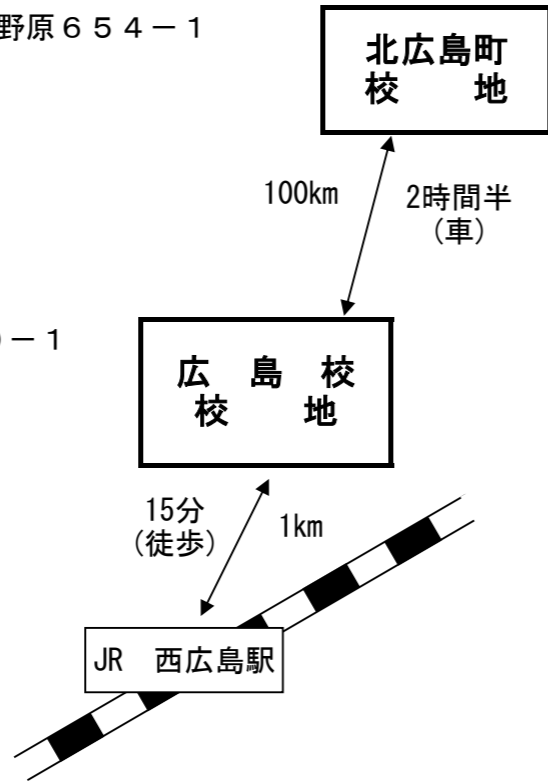 野原６５４－１
北広島町
校　　地
100km
2時間半
（車）
－１
広　島　校
校　　　地
15分
（徒歩）
1km
JR　西広島駅